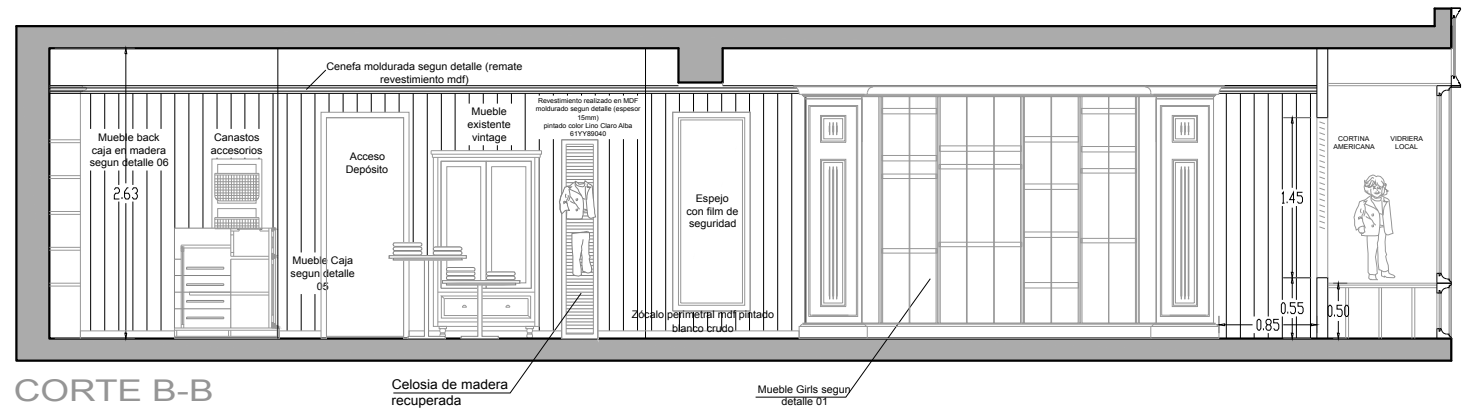 Cenefa moldurada segun detalle (remate
revestimiento mdf)
Mueble back
caja en madera
segun detalle 06
2.63
Canastos
accesorios
Acceso
Depósito
Mueble
existente
vintage
Revestimiento realizado en MDF
moldurado segun detalle (espesor
15mm)
pintado color Lino Claro Alba
61YY89040
Espejo
con film de
seguridad
CORTINA
AMERICANA
VIDRIERA
LOCAL
1.45
Mueble Caja
segun detalle
05
Zócalo perimetral mdf pintado
blanco crudo
0.85
0.55
0.50
CORTE B-B
Celosia de madera
recuperada
Mueble Girls segun
detalle 01